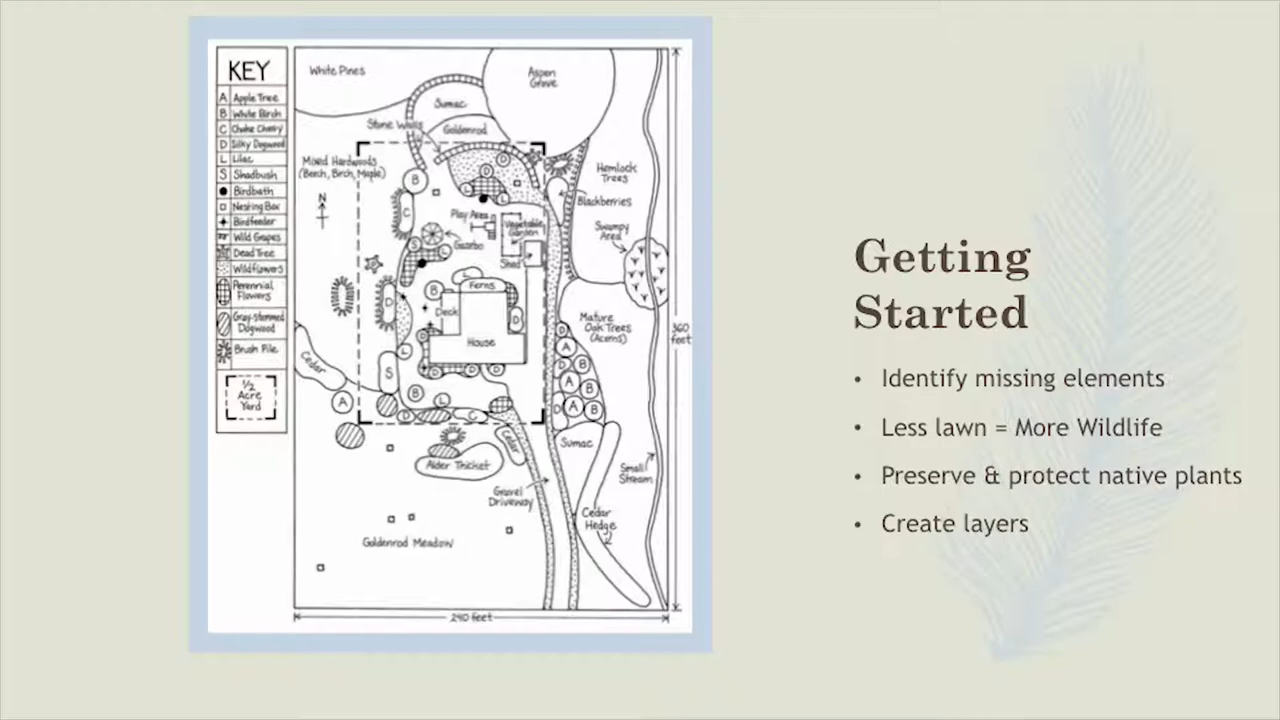 KEY
A Apple Tree
B White Birch
C Choke Cherry
D Silky Dogwood
L Lilac
S Shadbush
Birdbath
Nesting Box
Birdfeeder
Wild Grapes
Dead Tree
Wildflowers
Perennial
Flowers
Gray-stemmed
Dogwood
Brush Pile
1/2
Acre
Yard
White Pines
Aspen
Grove
Sumac
Stone Walls
Goldenrod
Mixed Hardwoods
(Beech, Birch, Maple)
Hemlock
Trees
N
B
D
D
L
L
Blackberries
C
Play Area
Vegetable
Garden
Swampy
Area
S
L
Gazebo
Shed
D
B
L
Ferns
Deck
D
House
Mature
Oak Trees
(Acorns)
360
feet
Cedar
L
S
D
D
D
A
B
D
A
B
D
A
B
A
B
L
D
C
Cedar
Sumac
Alder Thicket
Small
Stream
Gravel
Driveway
Cedar
Hedge
Goldenrod Meadow
240 feet
Getting
Started
• Identify missing elements
• Less lawn = More Wildlife
• Preserve & protect native plants
• Create layers